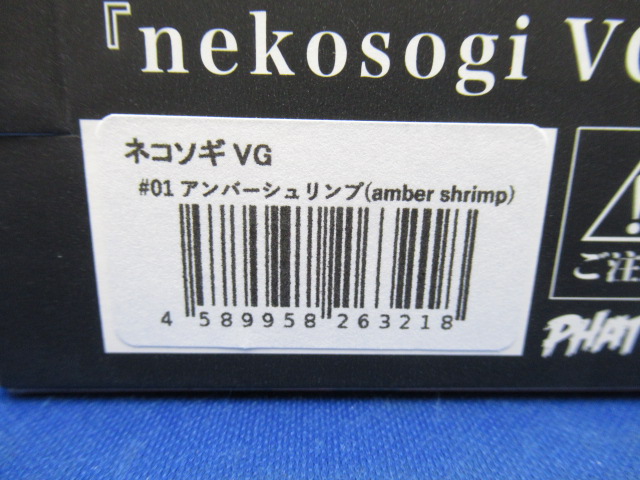 『nekosogi VG
ネコソギ VG
#01 アンバーシュリンプ(amber shrimp)
4 589958 263218
ご注
PHAT